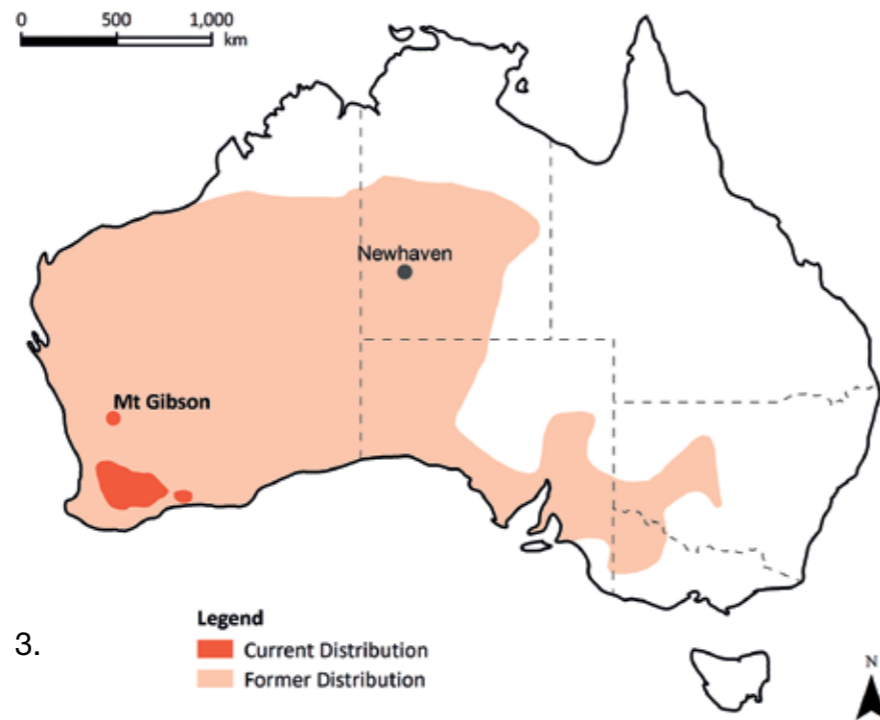 0 500 1,000
km
Newhaven
Mt Gibson
Legend
Current Distribution
Former Distribution
3.
N